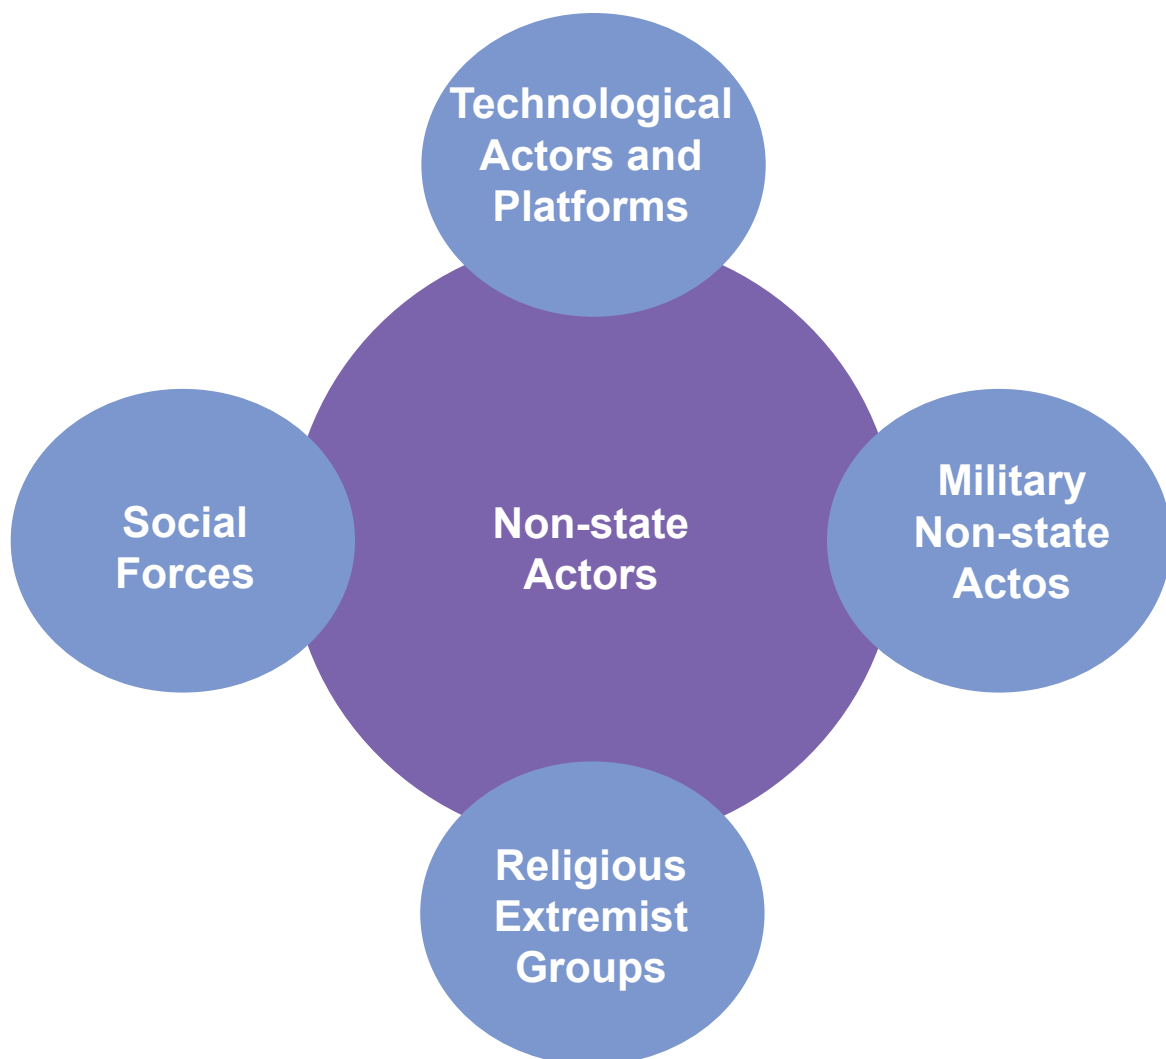 Technological
Actors and
Platforms
Social
Forces
Non-state
Actors
Military
Non-state
Actos
Religious
Extremist
Groups